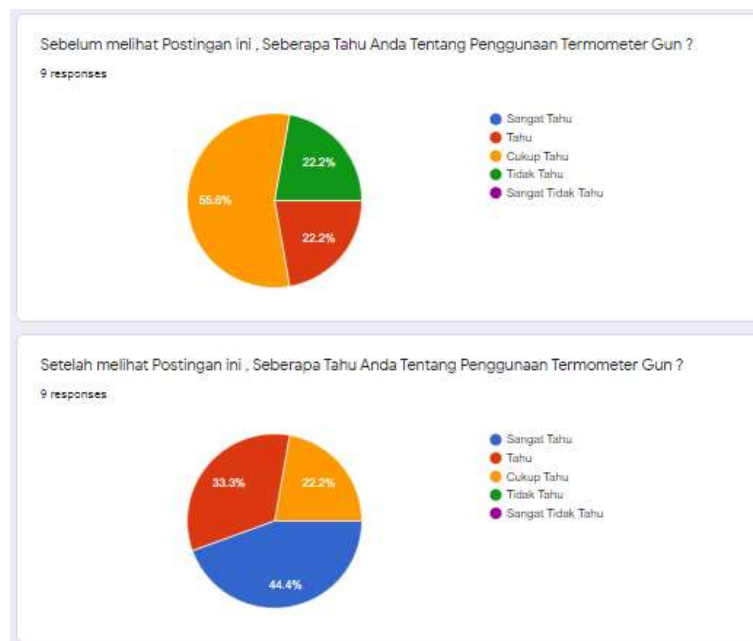 Sebelum melihat Postingan ini , Seberapa Tahu Anda Tentang Penggunaan Termometer Gun ?
9 responses
Sangat Tahu
Tahu
Cukup Tahu
Tidak Tahu
Sangat Tidak Tahu
22.2%
55.6%
22.2%
Setelah melihat Postingan ini , Seberapa Tahu Anda Tentang Penggunaan Termometer Gun ?
9 responses
Sangat Tahu
Tahu
Cukup Tahu
Tidak Tahu
Sangat Tidak Tahu
33.3%
22.2%
44.4%